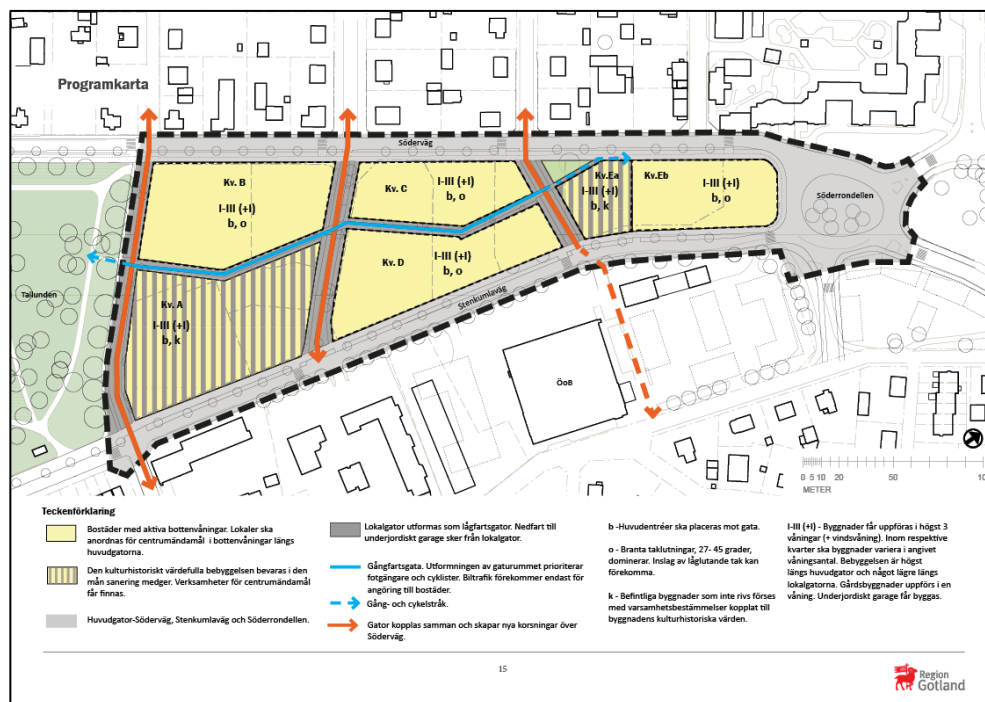 Programkarta
Söderväg
Kv. B
I-III (+I)
b, o
Kv. C
I-III (+I)
b, o
Kv.Ea
I-III (+I)
b, k
Kv.Eb
I-III (+I)
b, o
Söderrondellen
Kv. D
I-III (+I)
b, o
Tallunden
Kv. A
I-III (+I)
b, k
Stenkumlaväg
ÖoB
0 5 10 20 50 10
METER
Teckenförklaring
Bostäder med aktiva bottenvåningar. Lokaler ska
anordnas för centrumändamål i bottenvåningar längs
huvudgatorna.
Den kulturhistoriskt värdefulla bebyggelsen bevaras i den
mån sanering medger. Verksamheter för centrumändamål
får finnas.
Huvudgator-Söderväg, Stenkumlaväg och Söderrondellen.
Lokalgator utformas som lågfartsgator. Nedfart till
underjordiskt garage sker från lokalgator.
Gångfartsgata. Utformningen av gaturummet prioriterar
fotgängare och cyklister. Biltrafik förekommer endast för
angöring till bostäder.
Gång- och cykelstråk.
Gator kopplas samman och skapar nya korsningar över
Söderväg.
b -Huvudentréer ska placeras mot gata.
o - Branta taklutningar, 27- 45 grader,
dominerar. Inslag av låglutande tak kan
förekomma.
k - Befintliga byggnader som inte rivs förses
med varsamhetsbestämmelser kopplat till
byggnadens kulturhistoriska värden.
I-III (+I) - Byggnader får uppföras i högst 3
våningar (+ vindsvåning). Inom respektive
kvarter ska byggnader variera i angivet
våningsantal. Bebyggelsen är högst
längs huvudgator och något lägre längs
lokalgatorna. Gårdsbyggnader uppförs i en
våning. Underjordiskt garage får byggas.
15
Region
Gotland